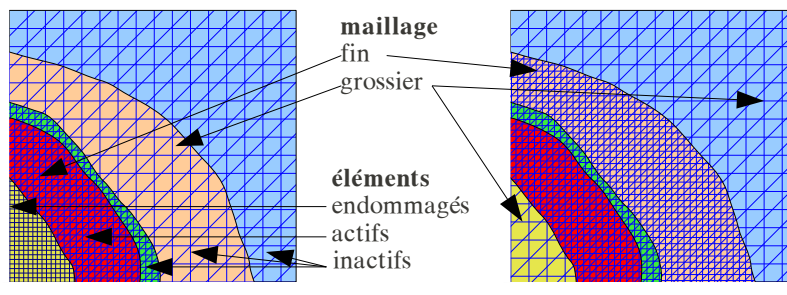 maillage
fin
grossier
éléments
endommagés
actifs
inactifs